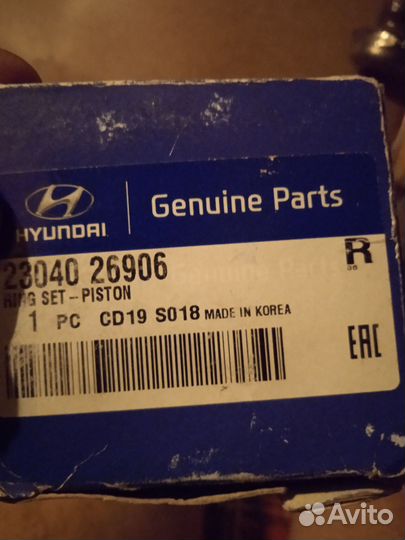 HYUNDAI
Genuine Parts
23040 26906
RING SET-PISTON
1 PC CD19 S018 MADE IN KOREA
R
EAC
Avito